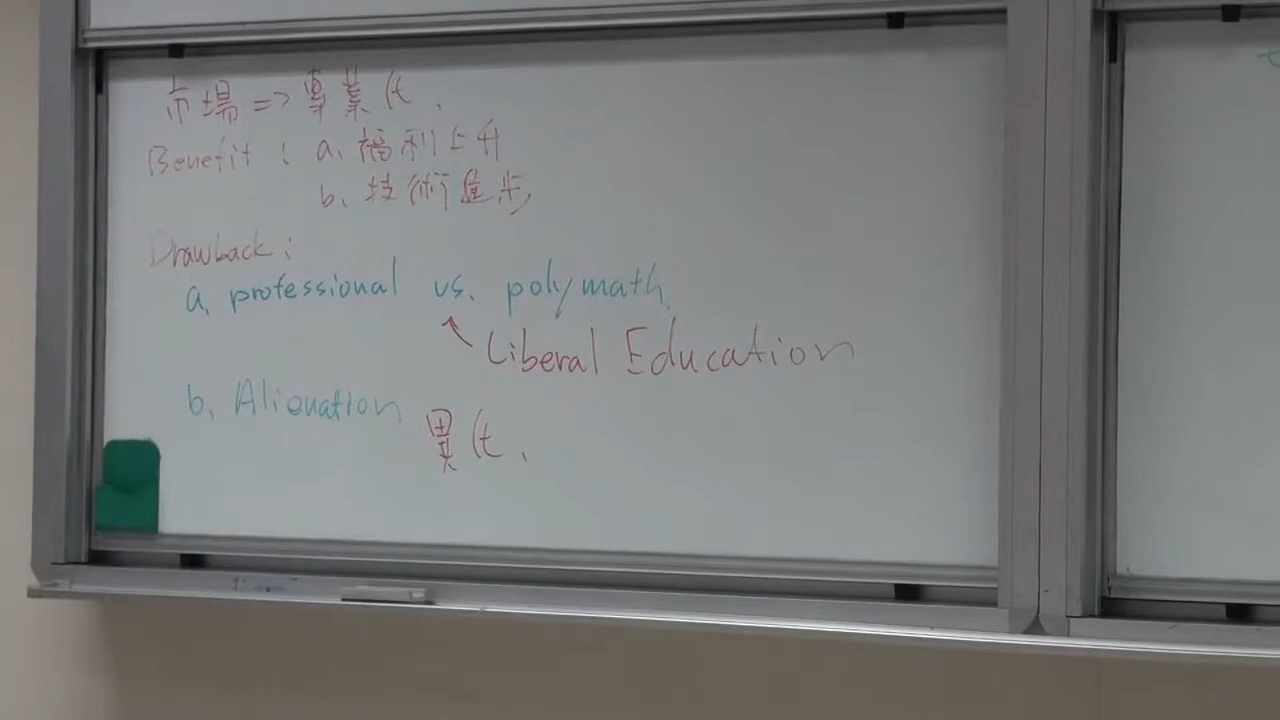 市場 => 專業化
Benefit : a. 福利上升
b. 技術進步
Drawback :
a. professional vs. polymath
Liberal Education
b. Alienation
異化